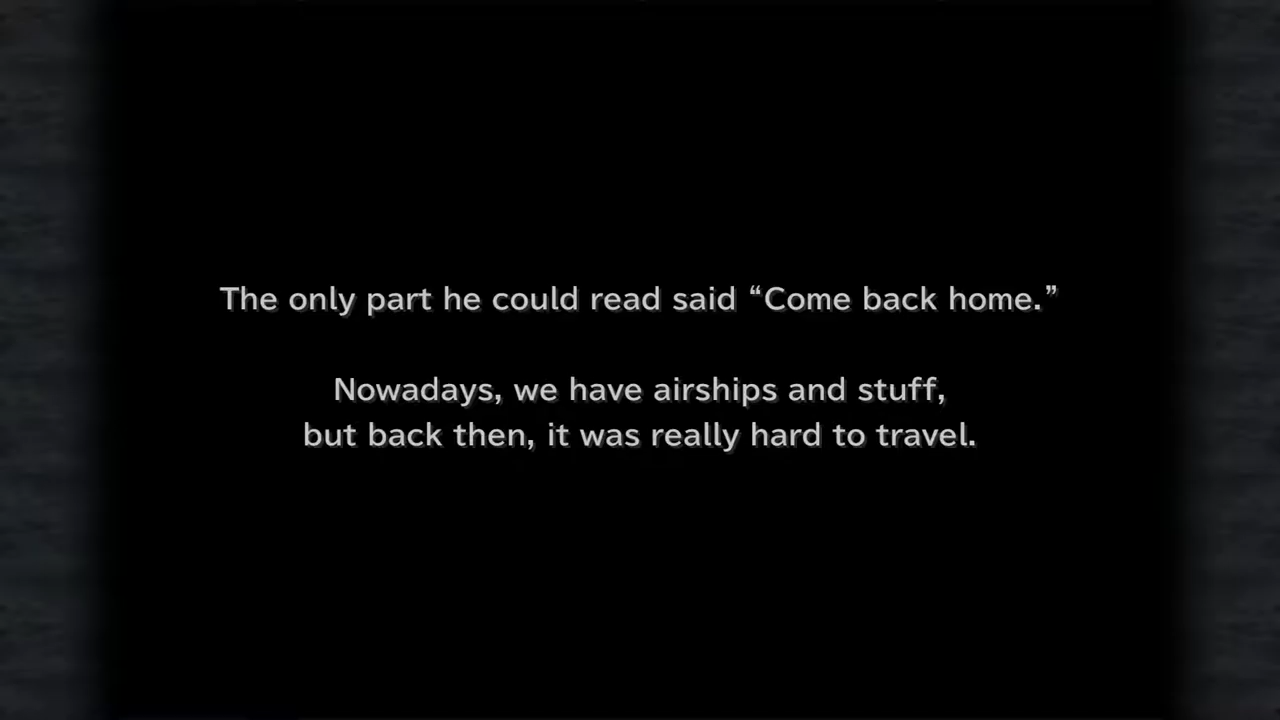 The only part he could read said “Come back home.”
Nowadays, we have airships and stuff,
but back then, it was really hard to travel.